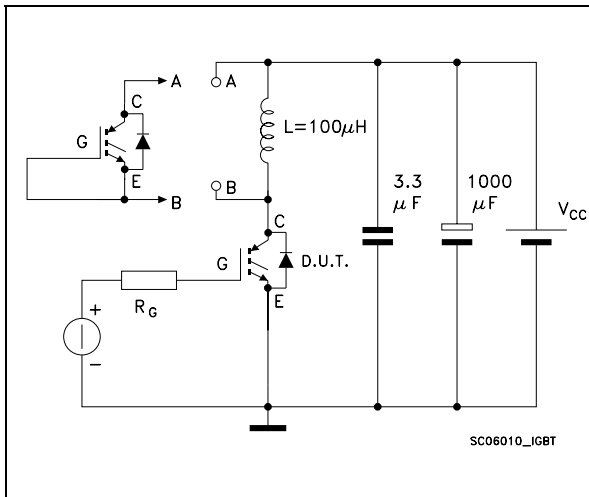 A
A
C
G
E
B
B
L=100μH
3.3
μF
1000
μF
VCC
C
G
D.U.T.
E
RG
+
−
SC06010_IGBT